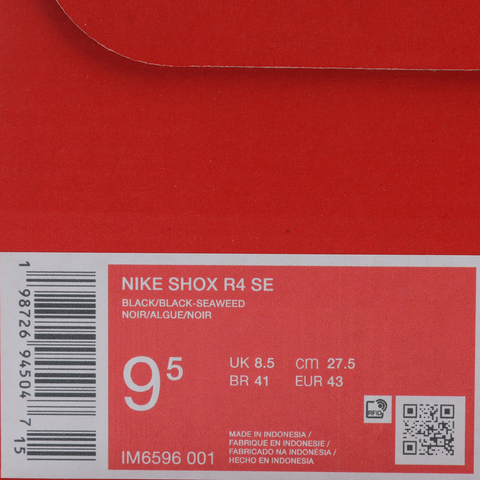 NIKE SHOX R4 SE
BLACK/BLACK-SEAWEED
NOIR/ALGUE/NOIR
9 5
UK 8.5 cm 27.5
BR 41 EUR 43
RFID
MADE IN INDONESIA /
FABRIQUE EN INDONESIE /
FABRICADO NA INDONÉSIA /
HECHO EN INDONESIA
IM6596 001
1 98726 94504 7 15